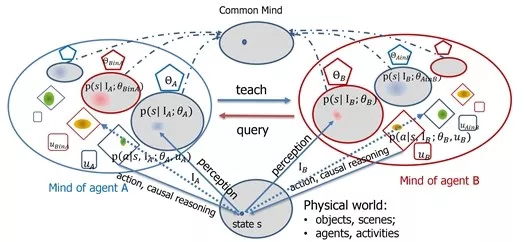 Common Mind
θ_BinA
θ_AinB
p(s| I_A; θ_BinA)
θ_A
θ_B
p(s| I_B; θ_AinB)
p(s| I_A; θ_A)
teach
p(s| I_B; θ_B)
query
u_BinA
u_AinB
u_A
p(a|s, I_A; θ_A, u_A)
p(a|s, I_B; θ_B, u_B)
u_B
Mind of agent A
perception
I_A
perception
I_B
Mind of agent B
action, causal reasoning
action, causal reasoning
state s
Physical world:
• objects, scenes;
• agents, activities